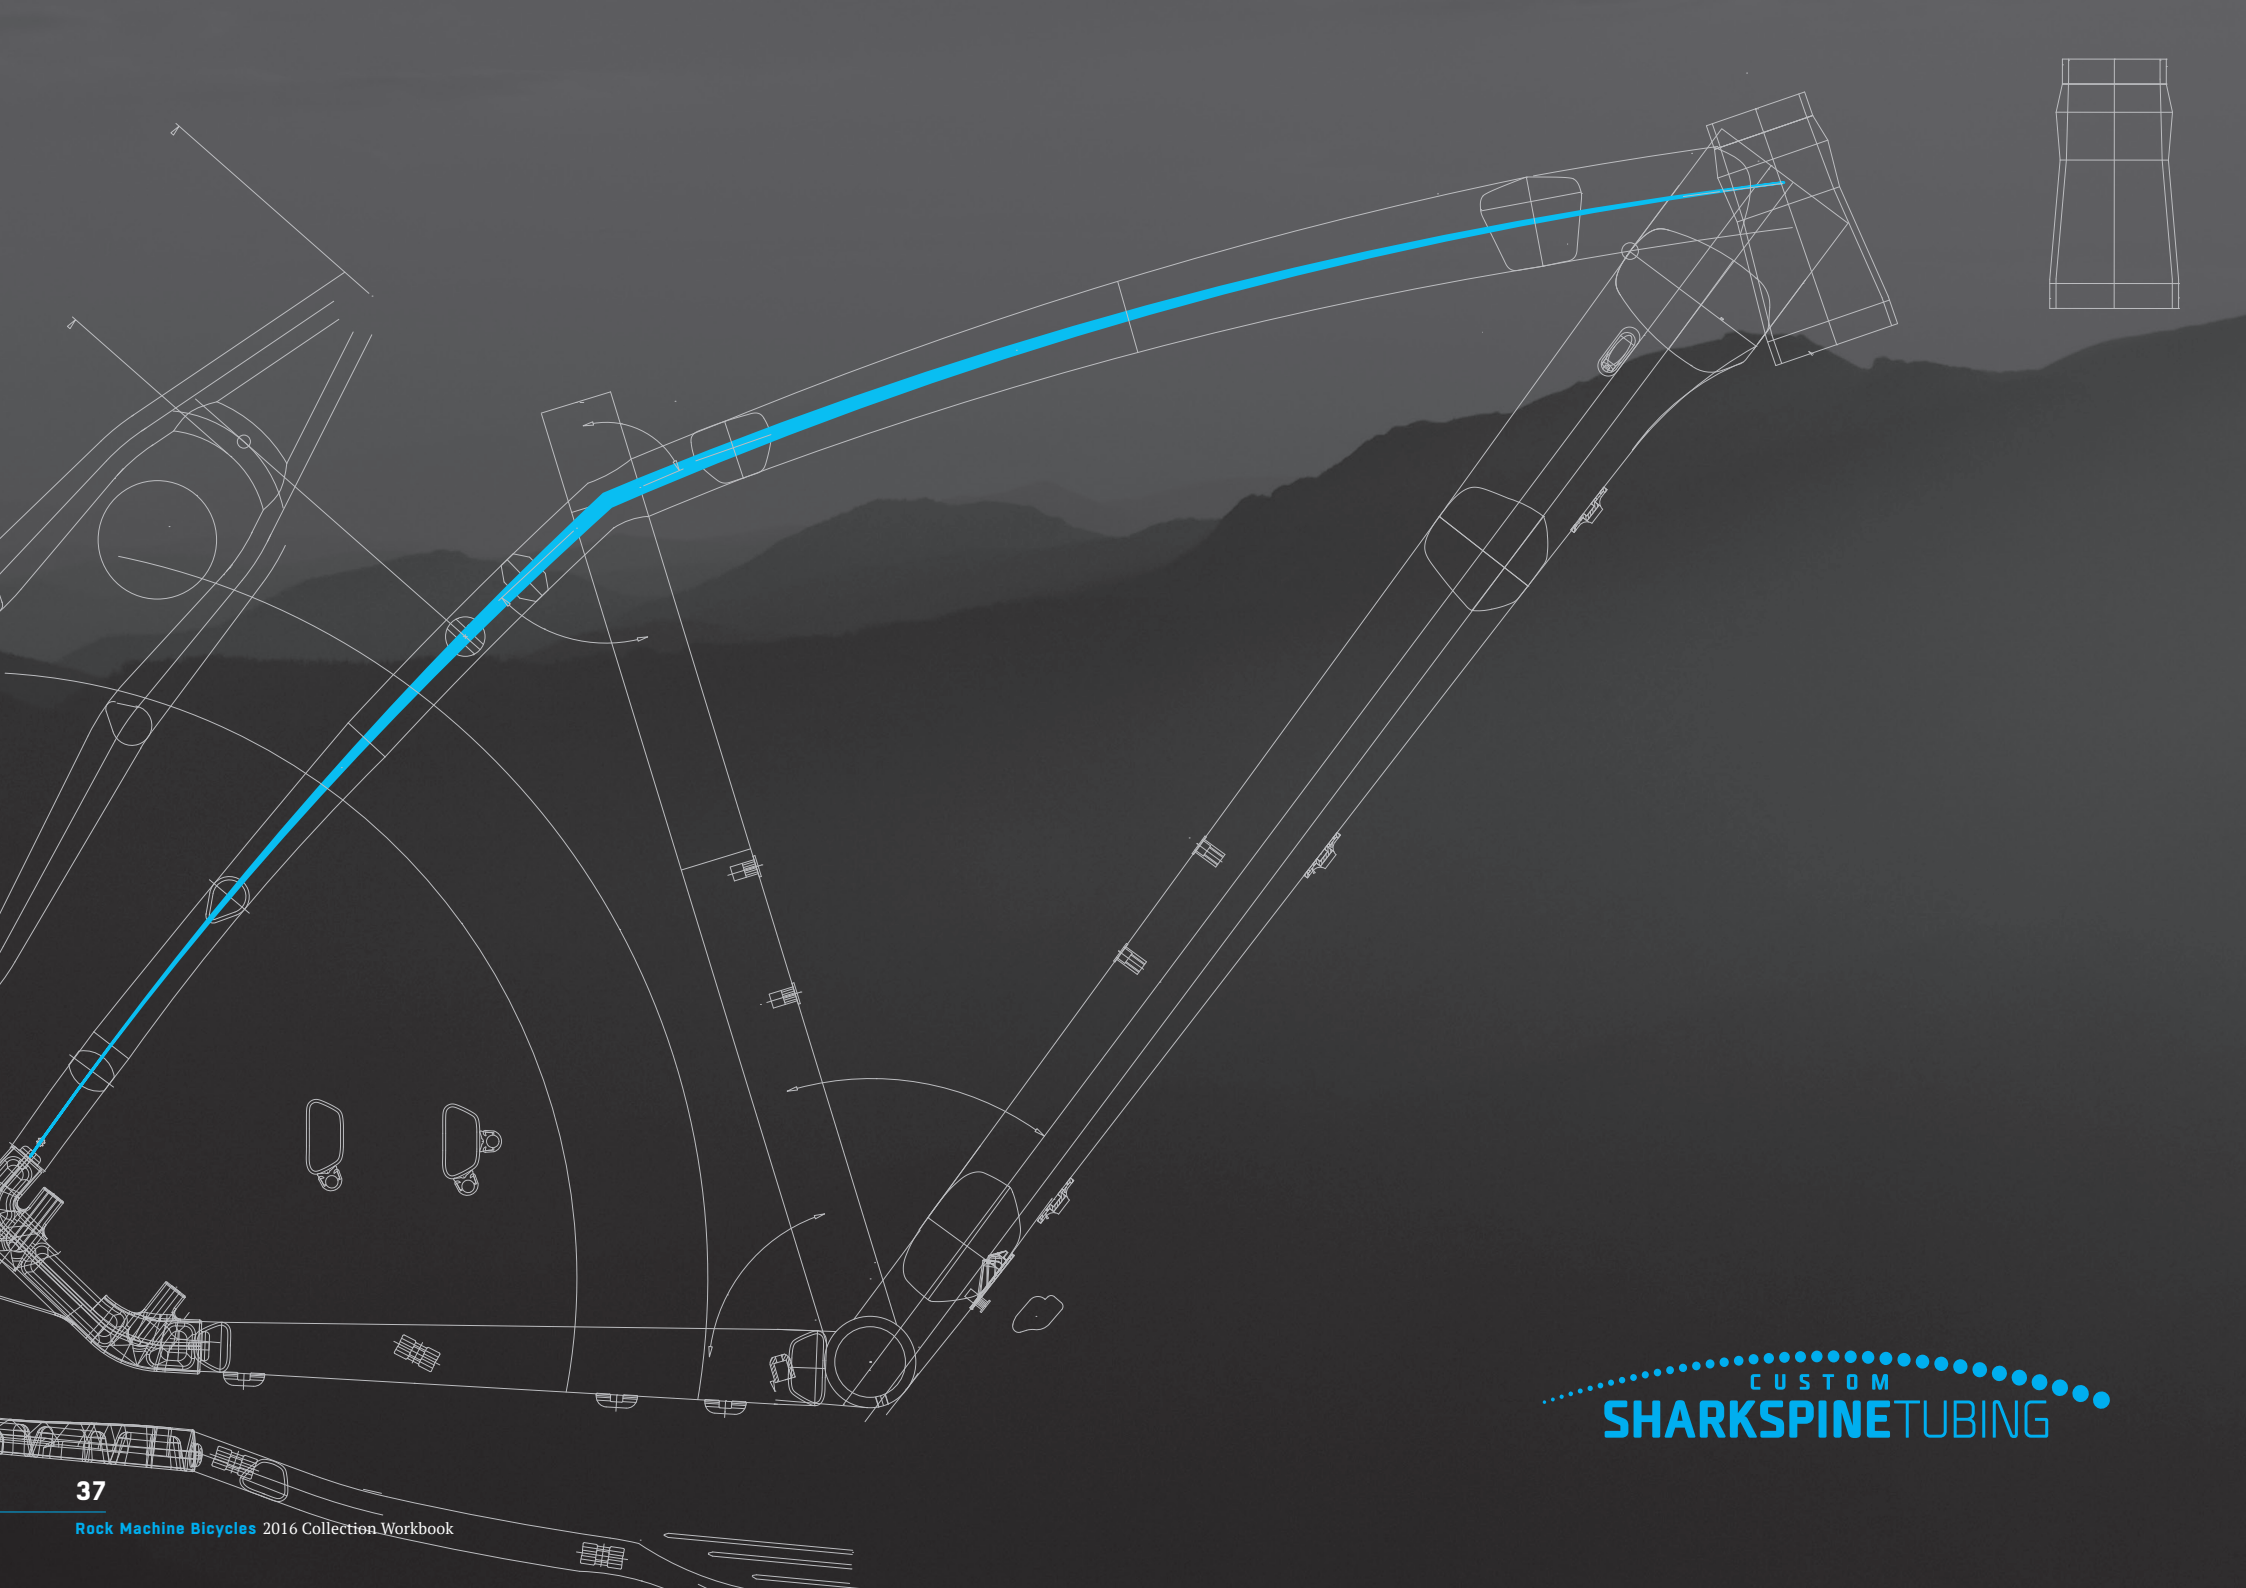 CUSTOM
SHARKSPINETUBING
37
Rock Machine Bicycles 2016 Collection Workbook